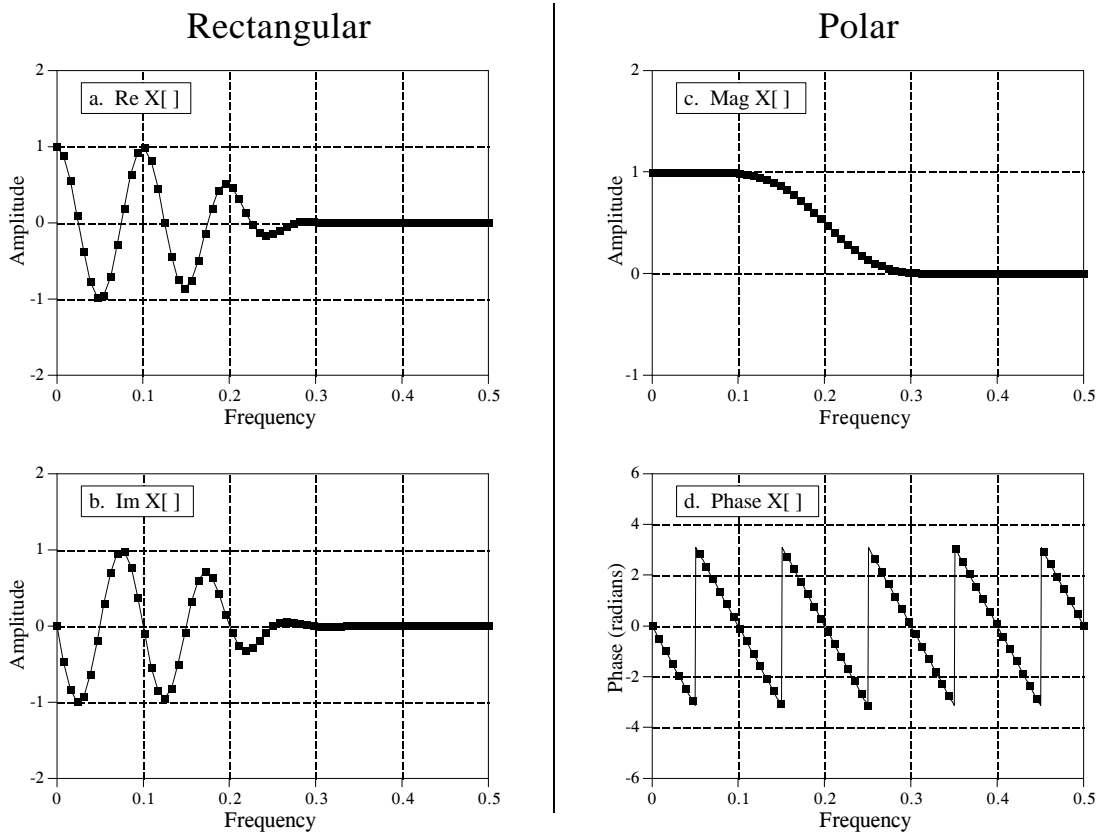 Rectangular
Polar
a. Re X[ ]
2
1
0
-1
-2
Amplitude
0 0.1 0.2 0.3 0.4 0.5
Frequency
c. Mag X[ ]
2
1
0
-1
Amplitude
0 0.1 0.2 0.3 0.4 0.5
Frequency
b. Im X[ ]
2
1
0
-1
-2
Amplitude
0 0.1 0.2 0.3 0.4 0.5
Frequency
d. Phase X[ ]
6
4
2
0
-2
-4
-6
Phase (radians)
0 0.1 0.2 0.3 0.4 0.5
Frequency